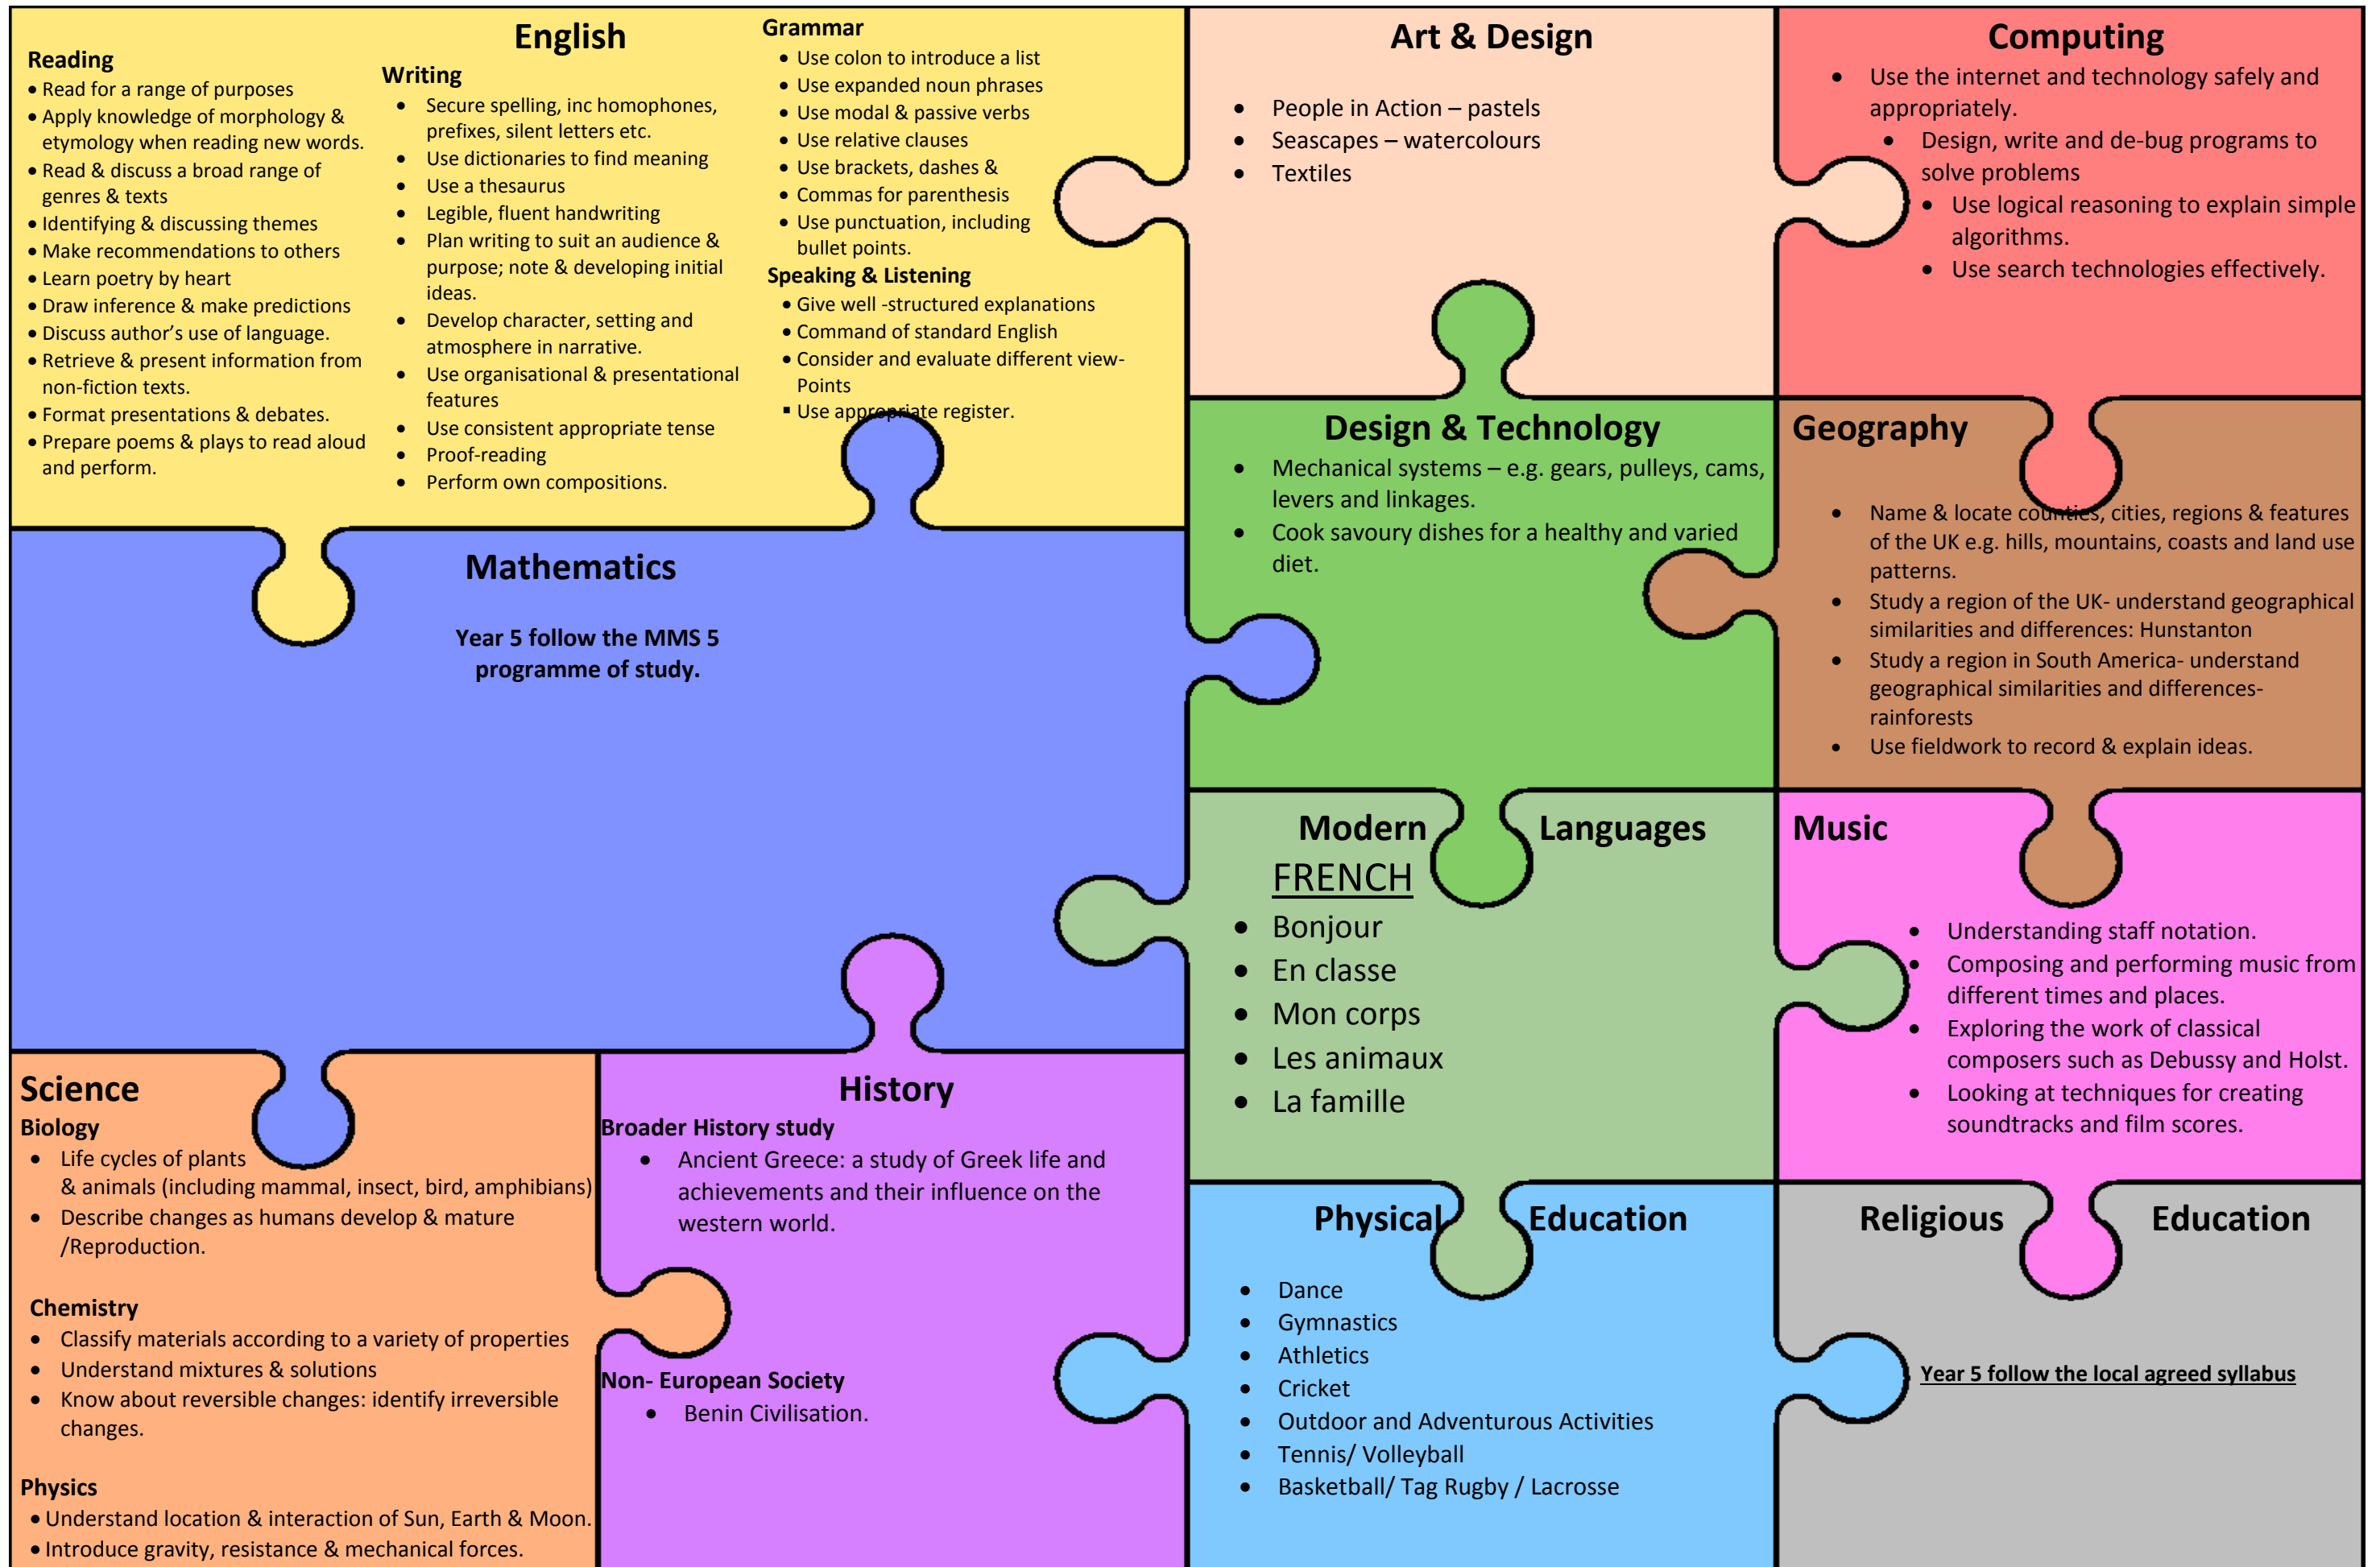 English
Reading
• Read for a range of purposes
• Apply knowledge of morphology &
etymology when reading new words.
• Read & discuss a broad range of
genres & texts
• Identifying & discussing themes
• Make recommendations to others
• Learn poetry by heart
• Draw inference & make predictions
• Discuss author's use of language.
• Retrieve & present information from
non-fiction texts.
• Format presentations & debates.
• Prepare poems & plays to read aloud
and perform.
Writing
• Secure spelling, inc homophones,
prefixes, silent letters etc.
• Use dictionaries to find meaning
• Use a thesaurus
• Legible, fluent handwriting
• Plan writing to suit an audience &
purpose; note & developing initial
ideas.
• Develop character, setting and
atmosphere in narrative.
• Use organisational & presentational
features
• Use consistent appropriate tense
• Proof-reading
• Perform own compositions.
Grammar
• Use colon to introduce a list
• Use expanded noun phrases
• Use modal & passive verbs
• Use relative clauses
• Use brackets, dashes &
• Commas for parenthesis
• Use punctuation, including
bullet points.
Speaking & Listening
• Give well -structured explanations
• Command of standard English
• Consider and evaluate different view-
Points
▪ Use appropriate register.
Art & Design
• People in Action – pastels
• Seascapes – watercolours
• Textiles
Computing
• Use the internet and technology safely and
appropriately.
• Design, write and de-bug programs to
solve problems
• Use logical reasoning to explain simple
algorithms.
• Use search technologies effectively.
Mathematics
Year 5 follow the MMS 5
programme of study.
Design & Technology
• Mechanical systems – e.g. gears, pulleys, cams,
levers and linkages.
• Cook savoury dishes for a healthy and varied
diet.
Geography
• Name & locate counties, cities, regions & features
of the UK e.g. hills, mountains, coasts and land use
patterns.
• Study a region of the UK- understand geographical
similarities and differences: Hunstanton
• Study a region in South America- understand
geographical similarities and differences-
rainforests
• Use fieldwork to record & explain ideas.
Modern Languages
FRENCH
• Bonjour
• En classe
• Mon corps
• Les animaux
• La famille
Music
• Understanding staff notation.
• Composing and performing music from
different times and places.
• Exploring the work of classical
composers such as Debussy and Holst.
• Looking at techniques for creating
soundtracks and film scores.
Science
Biology
• Life cycles of plants
& animals (including mammal, insect, bird, amphibians)
• Describe changes as humans develop & mature
/Reproduction.
Chemistry
• Classify materials according to a variety of properties
• Understand mixtures & solutions
• Know about reversible changes: identify irreversible
changes.
Physics
• Understand location & interaction of Sun, Earth & Moon.
• Introduce gravity, resistance & mechanical forces.
History
Broader History study
• Ancient Greece: a study of Greek life and
achievements and their influence on the
western world.
Non- European Society
• Benin Civilisation.
Physical Education
• Dance
• Gymnastics
• Athletics
• Cricket
• Outdoor and Adventurous Activities
• Tennis/ Volleyball
• Basketball/ Tag Rugby / Lacrosse
Religious Education
Year 5 follow the local agreed syllabus